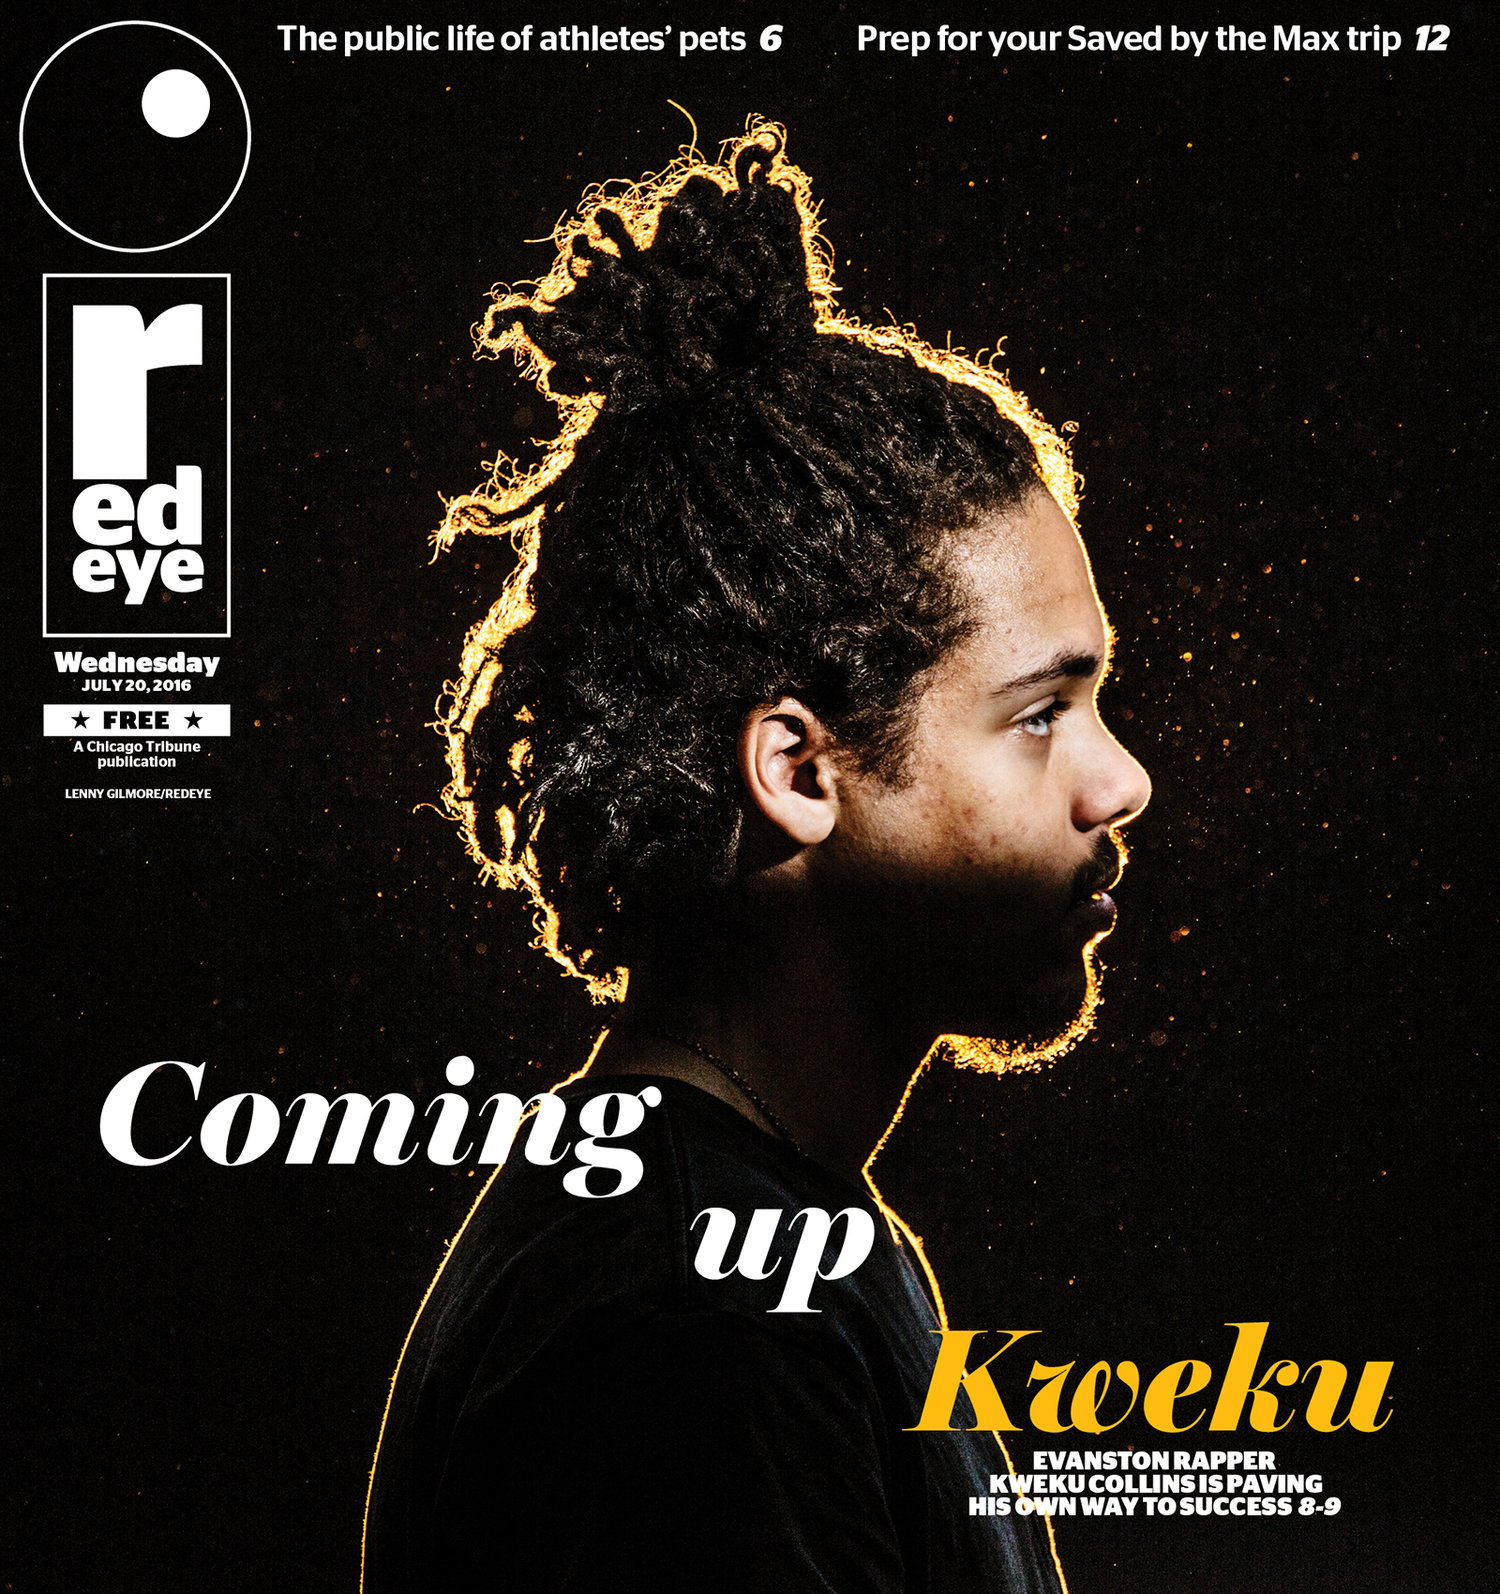 The public life of athletes' pets 6
Prep for your Saved by the Max trip 12
r
ed
eye
Wednesday
JULY 20, 2016
★ FREE ★
A Chicago Tribune
publication
LENNY GILMORE/REDEYE
Coming
up
Kweku
EVANSTON RAPPER
KWEKU COLLINS IS PAVING
HIS OWN WAY TO SUCCESS 8-9